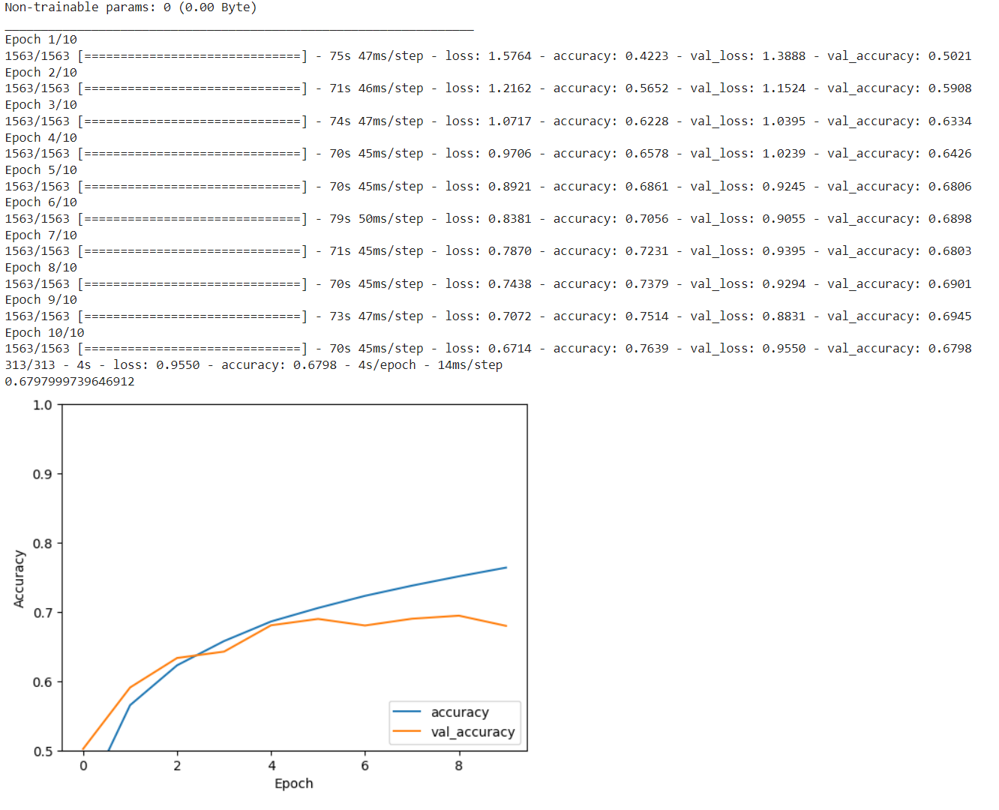 Non-trainable params: 0 (0.00 Byte)
_________________________________________________________________
Epoch 1/10
1563/1563 [==============================] - 75s 47ms/step - loss: 1.5764 - accuracy: 0.4223 - val_loss: 1.3888 - val_accuracy: 0.5021
Epoch 2/10
1563/1563 [==============================] - 71s 46ms/step - loss: 1.2162 - accuracy: 0.5652 - val_loss: 1.1524 - val_accuracy: 0.5908
Epoch 3/10
1563/1563 [==============================] - 74s 47ms/step - loss: 1.0717 - accuracy: 0.6228 - val_loss: 1.0395 - val_accuracy: 0.6334
Epoch 4/10
1563/1563 [==============================] - 70s 45ms/step - loss: 0.9706 - accuracy: 0.6578 - val_loss: 1.0239 - val_accuracy: 0.6426
Epoch 5/10
1563/1563 [==============================] - 70s 45ms/step - loss: 0.8921 - accuracy: 0.6861 - val_loss: 0.9245 - val_accuracy: 0.6806
Epoch 6/10
1563/1563 [==============================] - 79s 50ms/step - loss: 0.8381 - accuracy: 0.7056 - val_loss: 0.9055 - val_accuracy: 0.6898
Epoch 7/10
1563/1563 [==============================] - 71s 45ms/step - loss: 0.7870 - accuracy: 0.7231 - val_loss: 0.9395 - val_accuracy: 0.6803
Epoch 8/10
1563/1563 [==============================] - 70s 45ms/step - loss: 0.7438 - accuracy: 0.7379 - val_loss: 0.9294 - val_accuracy: 0.6901
Epoch 9/10
1563/1563 [==============================] - 73s 47ms/step - loss: 0.7072 - accuracy: 0.7514 - val_loss: 0.8831 - val_accuracy: 0.6945
Epoch 10/10
1563/1563 [==============================] - 70s 45ms/step - loss: 0.6714 - accuracy: 0.7639 - val_loss: 0.9550 - val_accuracy: 0.6798
313/313 - 4s - loss: 0.9550 - accuracy: 0.6798 - 4s/epoch - 14ms/step
0.6797999739646912
1.0
0.9
0.8
0.7
0.6
0.5
Accuracy
accuracy
val_accuracy
0 2 4 6 8
Epoch